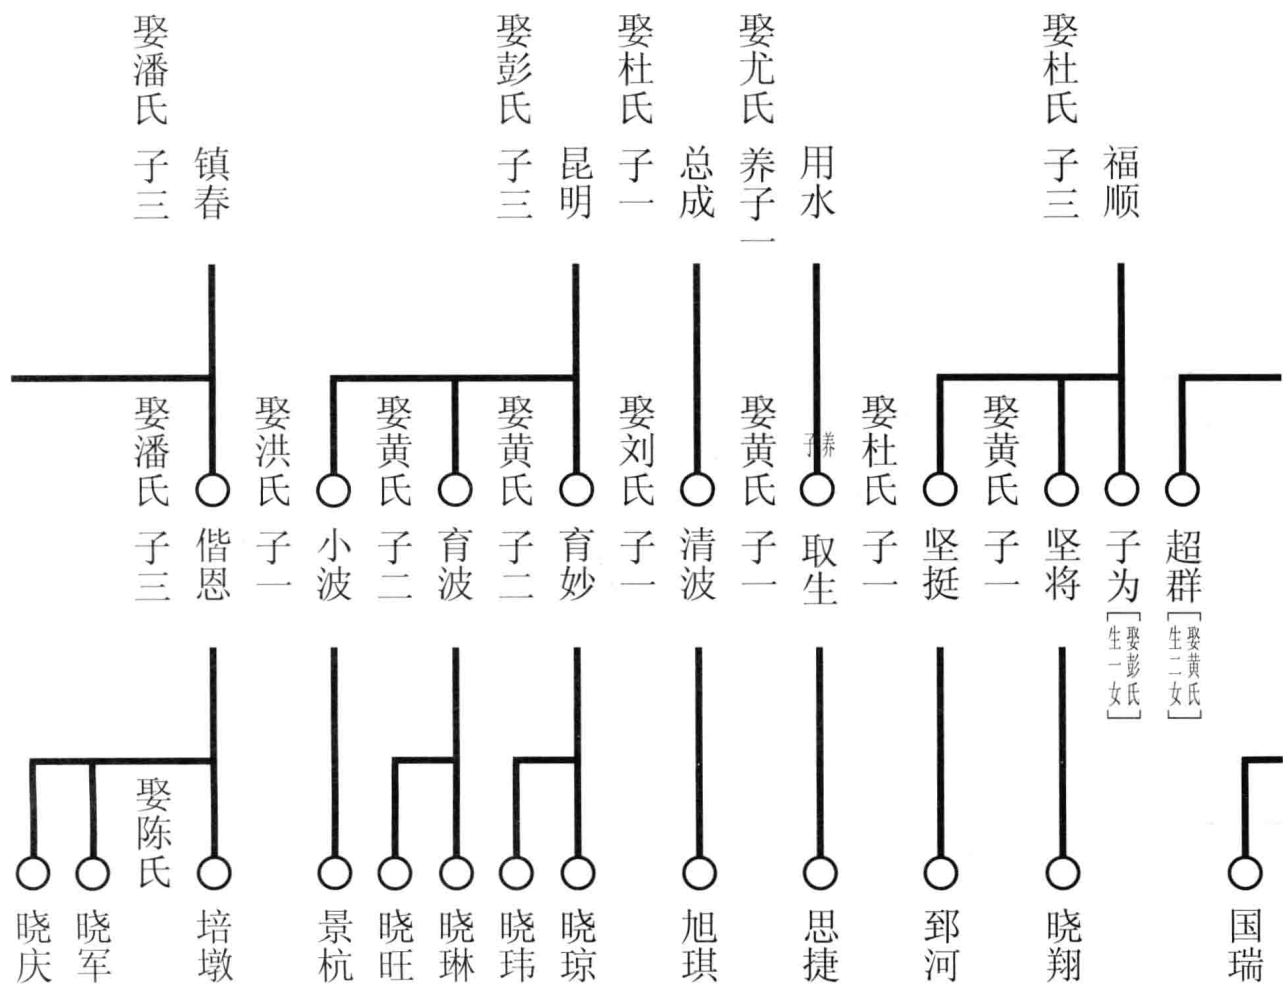 福顺
娶杜氏 子三
用水
娶尤氏 养子一
总成
娶杜氏 子一
昆明
娶彭氏 子三
镇春
娶潘氏 子三
超群
娶黄氏
生二女
子为
娶彭氏
生一女
坚将
娶黄氏 子一
坚挺
娶杜氏 子一
养子
取生
娶黄氏 子一
清波
娶刘氏 子一
育妙
娶黄氏 子二
育波
娶黄氏 子二
小波
娶洪氏 子一
偕恩
娶潘氏 子三
国瑞
晓翔
郅河
思捷
旭琪
晓琼
晓玮
晓琳
晓旺
景杭
培墩
娶陈氏
晓军
晓庆